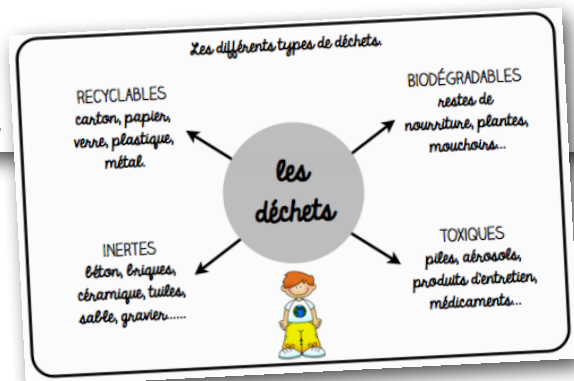 Les différents types de déchets.
RECYCLABLES
carton, papier,
verre, plastique,
métal.
BIODÉGRADABLES
restes de
nourriture, plantes,
mouchoirs...
les
déchets
INERTES
béton, briques,
céramique, tuiles,
sable, gravier......
TOXIQUES
piles, aérosols,
produits d'entretien,
médicaments...